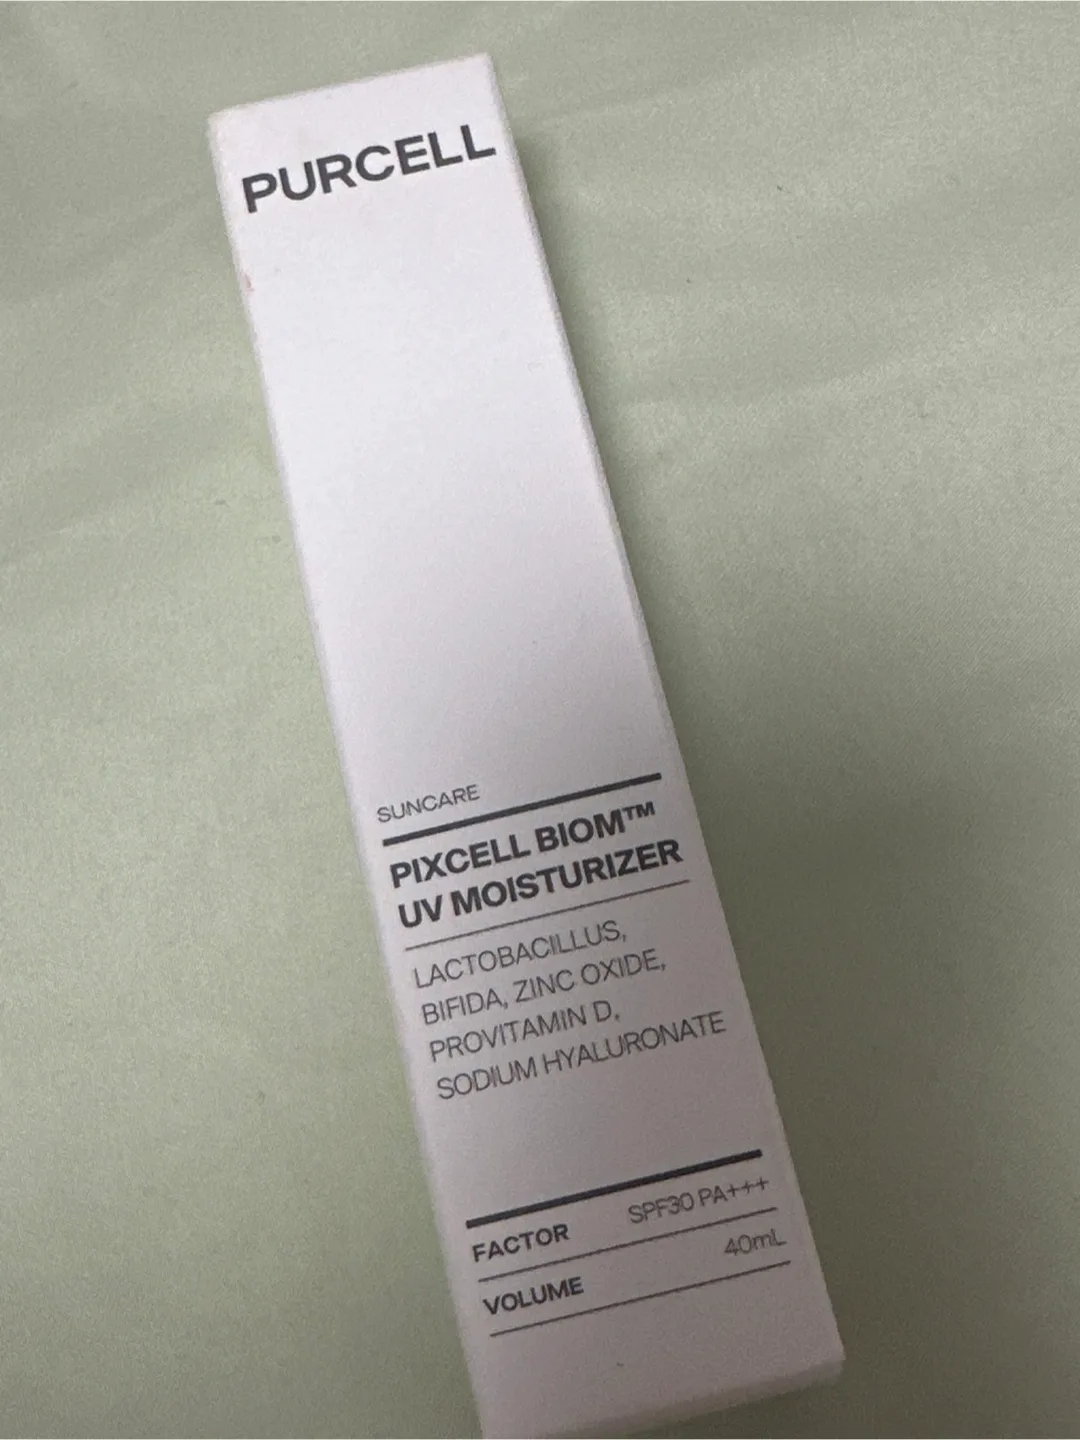 PURCELL
SUNCARE
PIXCELL BIOM™
UV MOISTURIZER
LACTOBACILLUS,
BIFIDA, ZINC OXIDE,
PROVITAMIN D,
SODIUM HYALURONATE
FACTOR SPF30 PA+++
VOLUME 40mL